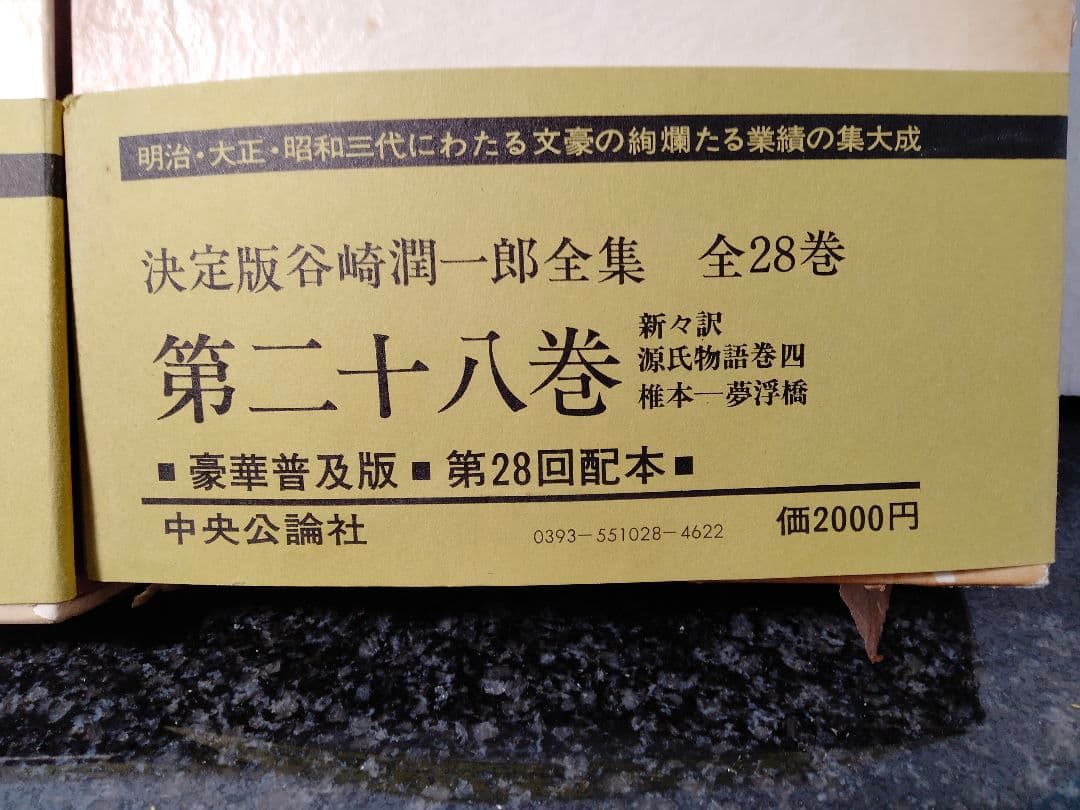 明治・大正・昭和三代にわたる文豪の絢爛たる業績の集大成
決定版谷崎潤一郎全集　全28巻
第二十八巻
新々訳
源氏物語巻四
椎本―夢浮橋
■豪華普及版■第28回配本■
中央公論社
0393-551028-4622
価2000円